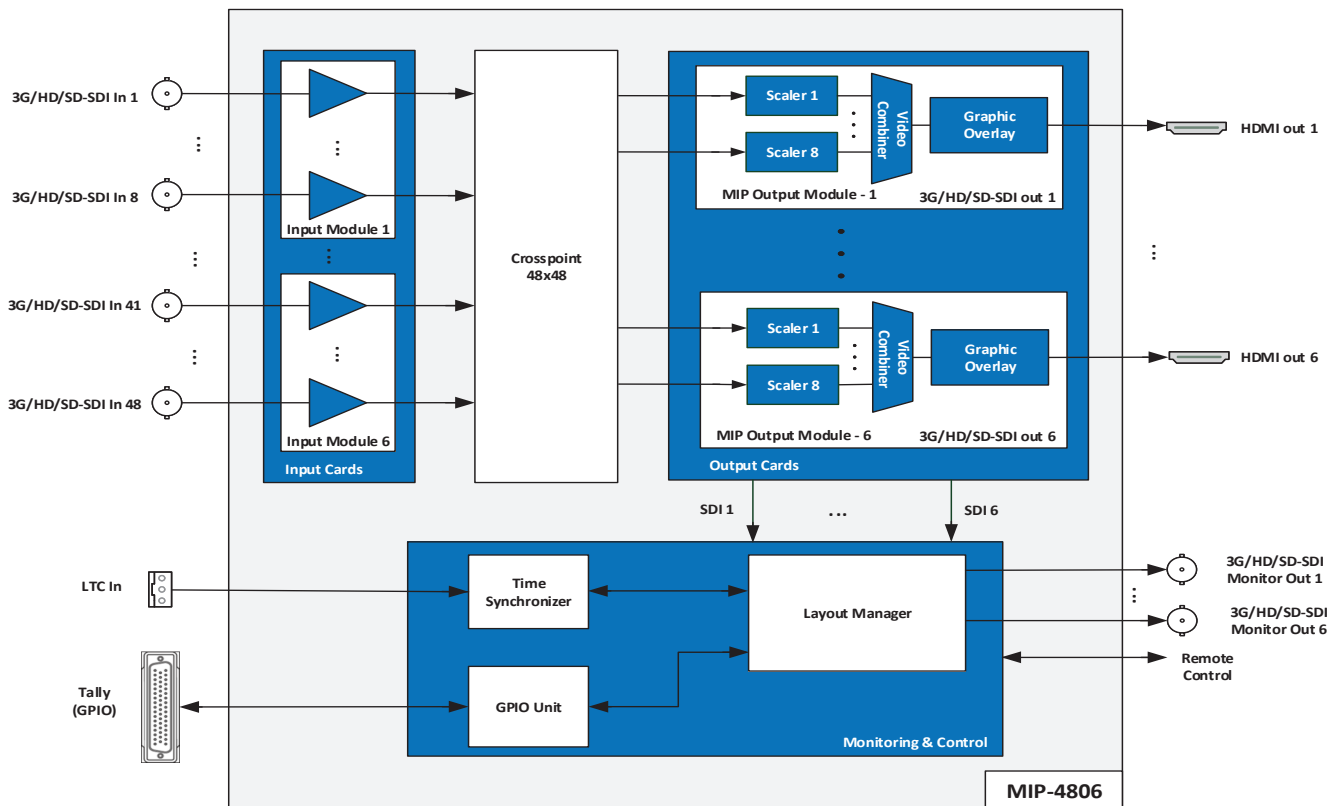 3G/HD/SD-SDI In 1
...
3G/HD/SD-SDI In 8
...
3G/HD/SD-SDI In 41
...
3G/HD/SD-SDI In 48
...
Input Module 1
...
...
Input Module 6
Input Cards
Crosspoint
48x48
Scaler 1
Scaler 8
Video
Combiner
Graphic
Overlay
MIP Output Module - 1
3G/HD/SD-SDI out 1
Scaler 1
Scaler 8
Video
Combiner
Graphic
Overlay
MIP Output Module - 6
3G/HD/SD-SDI out 6
Output Cards
HDMI out 1
...
HDMI out 6
SDI 1
...
SDI 6
LTC In
Time
Synchronizer
Layout Manager
Tally
(GPIO)
GPIO Unit
Monitoring & Control
3G/HD/SD-SDI
Monitor Out 1
...
3G/HD/SD-SDI
Monitor Out 6
Remote
Control
MIP-4806